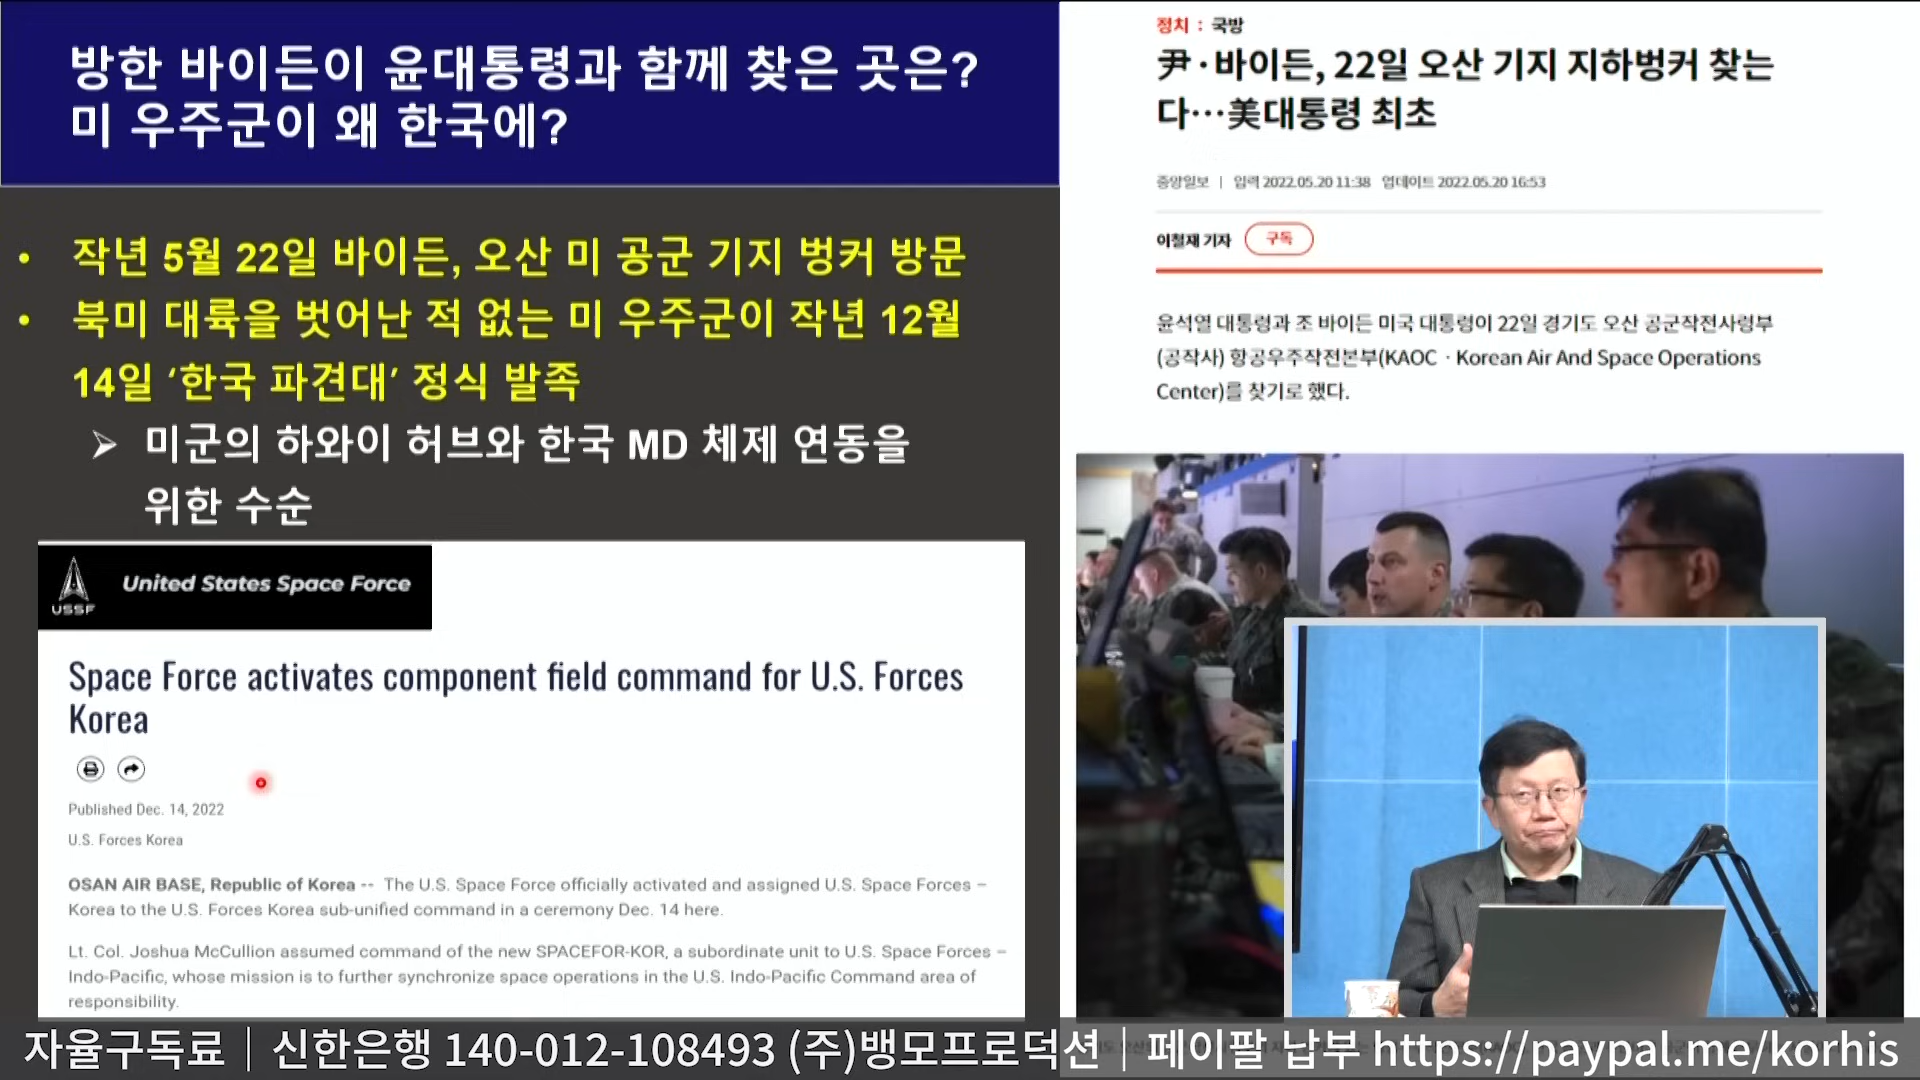 방한 바이든이 윤대통령과 함께 찾은 곳은?
미 우주군이 왜 한국에?
• 작년 5월 22일 바이든, 오산 미 공군 기지 벙커 방문
• 북미 대륙을 벗어난 적 없는 미 우주군이 작년 12월
14일 ‘한국 파견대’ 정식 발족
➢ 미군의 하와이 허브와 한국 MD 체제 연동을
위한 수순
USSF
United States Space Force
Space Force activates component field command for U.S. Forces
Korea
Published Dec. 14, 2022
U.S. Forces Korea
OSAN AIR BASE, Republic of Korea -- The U.S. Space Force officially activated and assigned U.S. Space Forces –
Korea to the U.S. Forces Korea sub-unified command in a ceremony Dec. 14 here.
Lt. Col. Joshua McCullion assumed command of the new SPACEFOR-KOR, a subordinate unit to U.S. Space Forces –
Indo-Pacific, whose mission is to further synchronize space operations in the U.S. Indo-Pacific Command area of
responsibility.
정치 : 국방
尹·바이든, 22일 오산 기지 지하벙커 찾는
다…美대통령 최초
중앙일보 | 입력 2022.05.20 11:38 업데이트 2022.05.20 16:53
이철재 기자 구독
윤석열 대통령과 조 바이든 미국 대통령이 22일 경기도 오산 공군작전사령부
(공작사) 항공우주작전본부(KAOC · Korean Air And Space Operations
Center)를 찾기로 했다.
자율구독료 | 신한은행 140-012-108493 (주)뱅모프로덕션 | 페이팔 납부 https://paypal.me/korhis